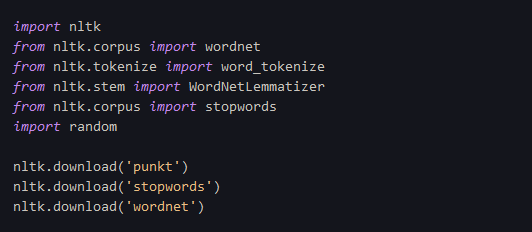 import nltk
from nltk.corpus import wordnet
from nltk.tokenize import word_tokenize
from nltk.stem import WordNetLemmatizer
from nltk.corpus import stopwords
import random
nltk.download('punkt')
nltk.download('stopwords')
nltk.download('wordnet')